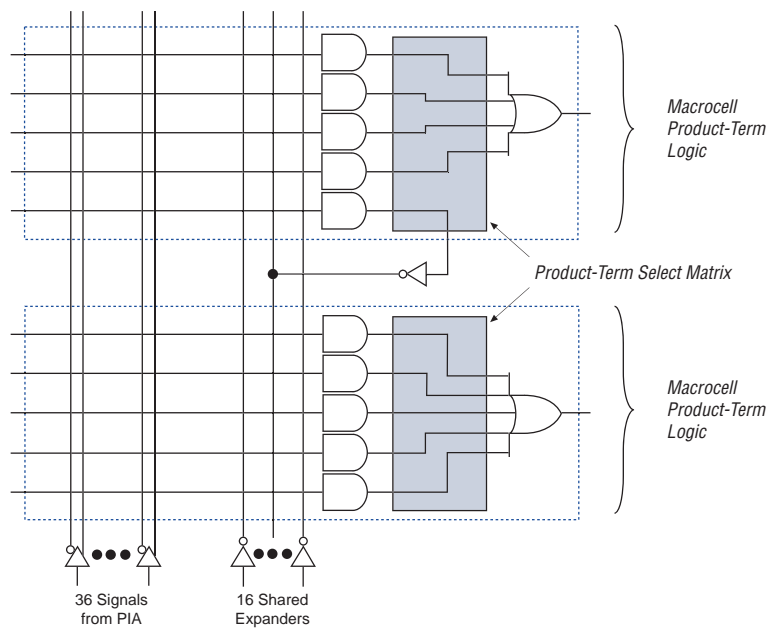 Macrocell
Product-Term
Logic
Product-Term Select Matrix
Macrocell
Product-Term
Logic
36 Signals
from PIA
16 Shared
Expanders